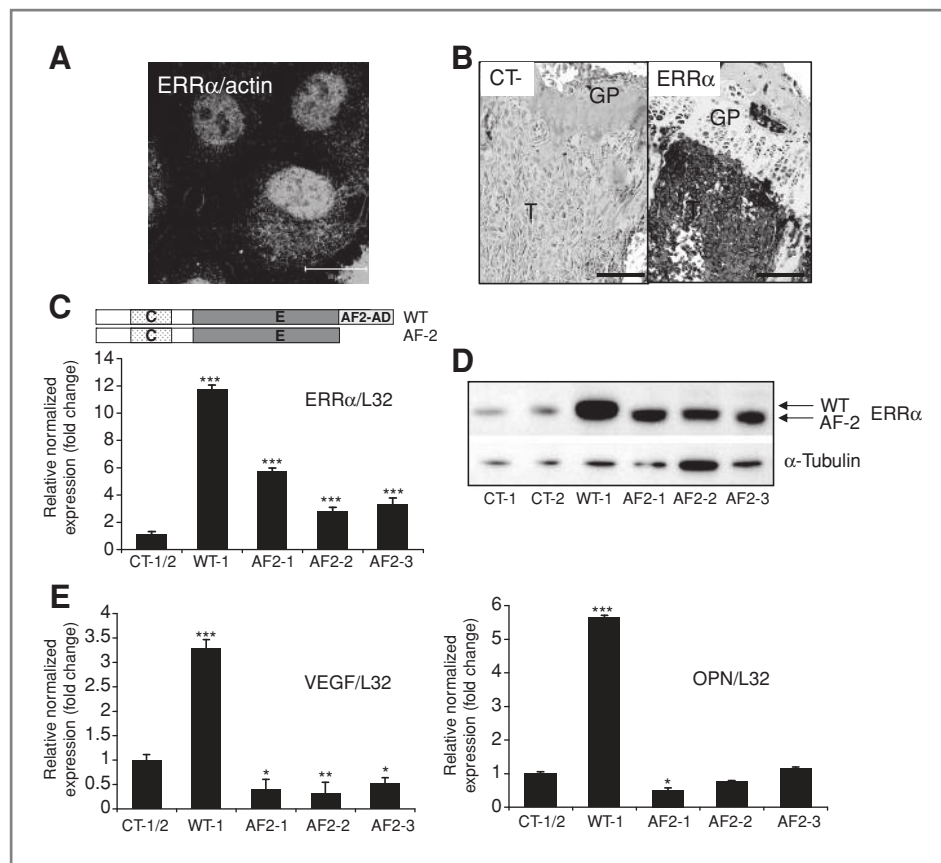 A
ERRα/actin
B
CT-
GP
T
ERRα
GP
T
C
C E AF2-AD WT
C E AF-2
Relative normalized
expression (fold change)
14
12
10
8
6
4
2
0
ERRα/L32
***
***
***
***
CT-1/2 WT-1 AF2-1 AF2-2 AF2-3
D
WT
AF-2
ERRα
α-Tubulin
CT-1 CT-2 WT-1 AF2-1 AF2-2 AF2-3
E
Relative normalized
expression (fold change)
4
3.5
3
2.5
2
1
0.5
0
VEGF/L32
***
*
**
*
CT-1/2 WT-1 AF2-1 AF2-2 AF2-3
Relative normalized
expression (fold change)
6
5
4
3
2
1
0
OPN/L32
***
*
CT-1/2 WT-1 AF2-1 AF2-2 AF2-3